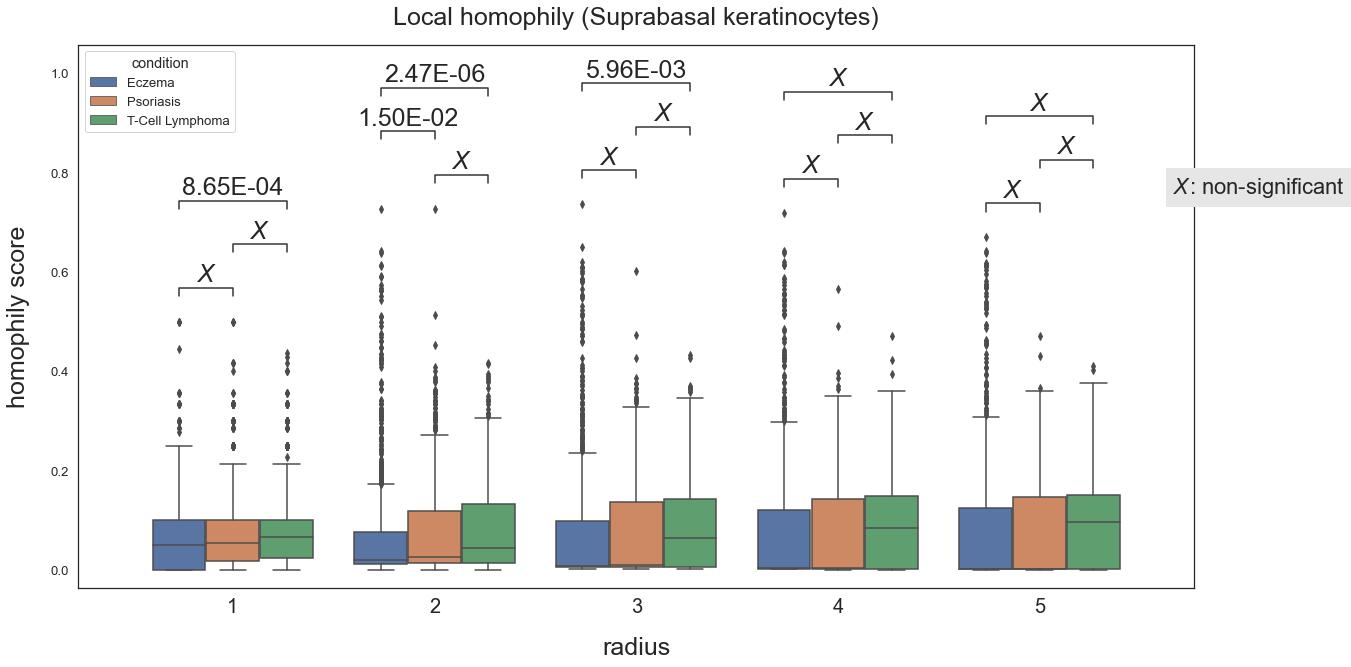 Local homophily (Suprabasal keratinocytes)
condition
Eczema
Psoriasis
T-Cell Lymphoma
homophily score
1.0
0.8
0.6
0.4
0.2
0.0
X
X
8.65E-04
1.50E-02
X
2.47E-06
X
X
5.96E-03
X
X
X
X
X
X
X: non-significant
1
2
3
4
5
radius